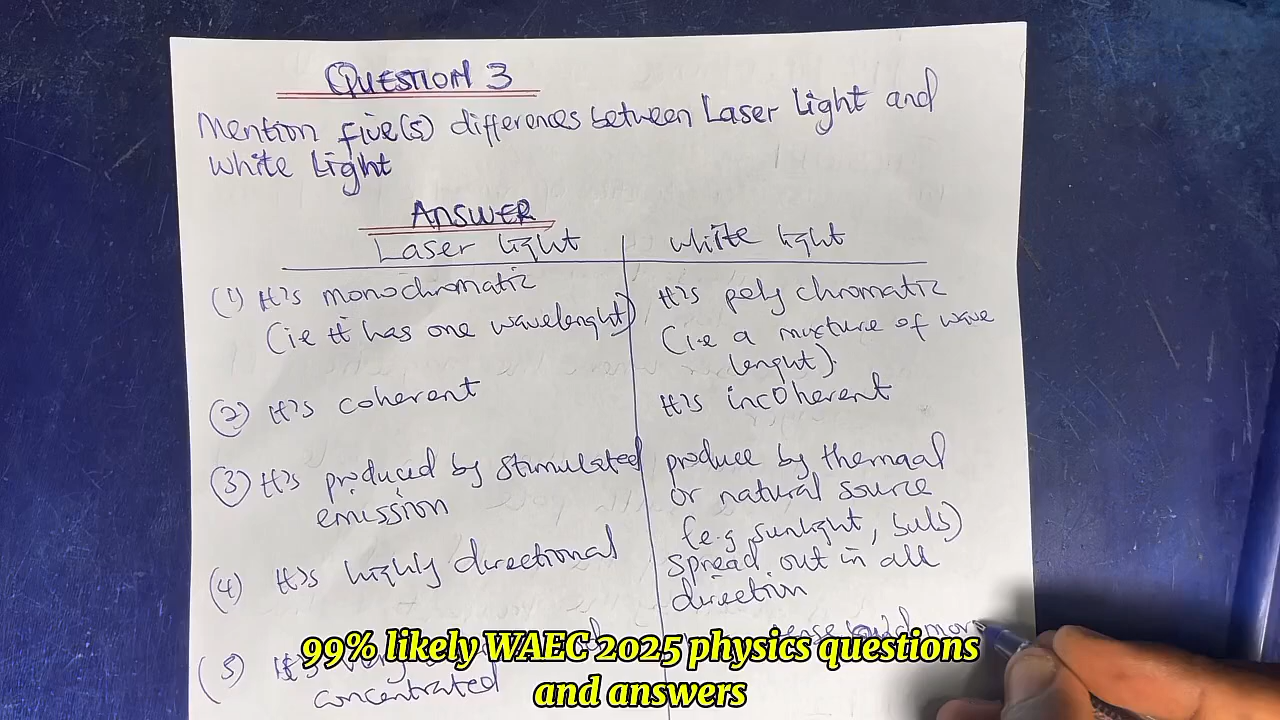 QUESTION 3
Mention five(5) differences between Laser Light and
White Light
ANSWER
Laser light white light
(1) It's monochromatic It's poly chromatic
(ie it has one wavelenght) (i.e a mixture of wave
lenght).
(2) It's coherent It's incoherent
(3) It's produced by stimulated produce by thermaal
emission or natural source
(e.g sunlight, bulb)
(4) It's highly directional spread out in all
direction
(5) concentrated
99% likely WAEC 2025 physics questions
and answers